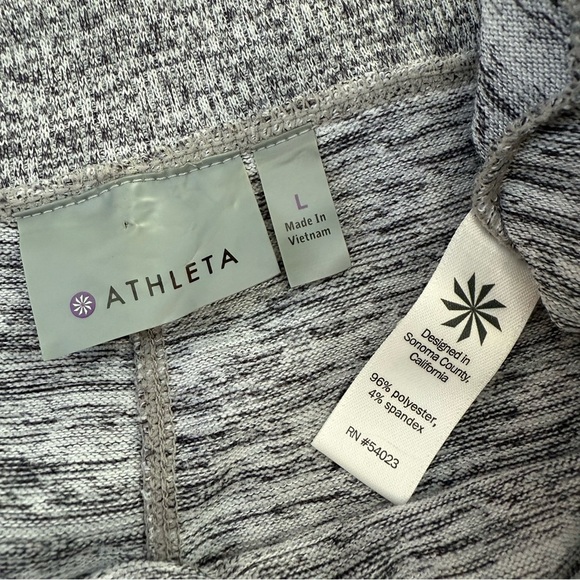 ATHLETA
L
Made In
Vietnam
Designed in
Sonoma County,
California
96% polyester,
4% spandex
RN #54023